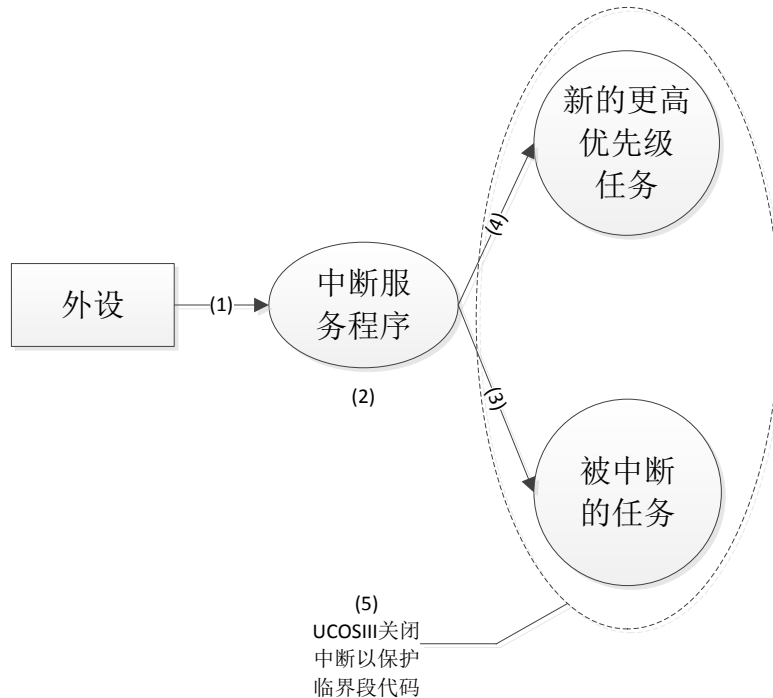 新的更高
优先级
任务
(4)
外设
(1)
中断服
务程序
(2)
(3)
被中断
的任务
(5)
UCOSIII关闭
中断以保护
临界段代码